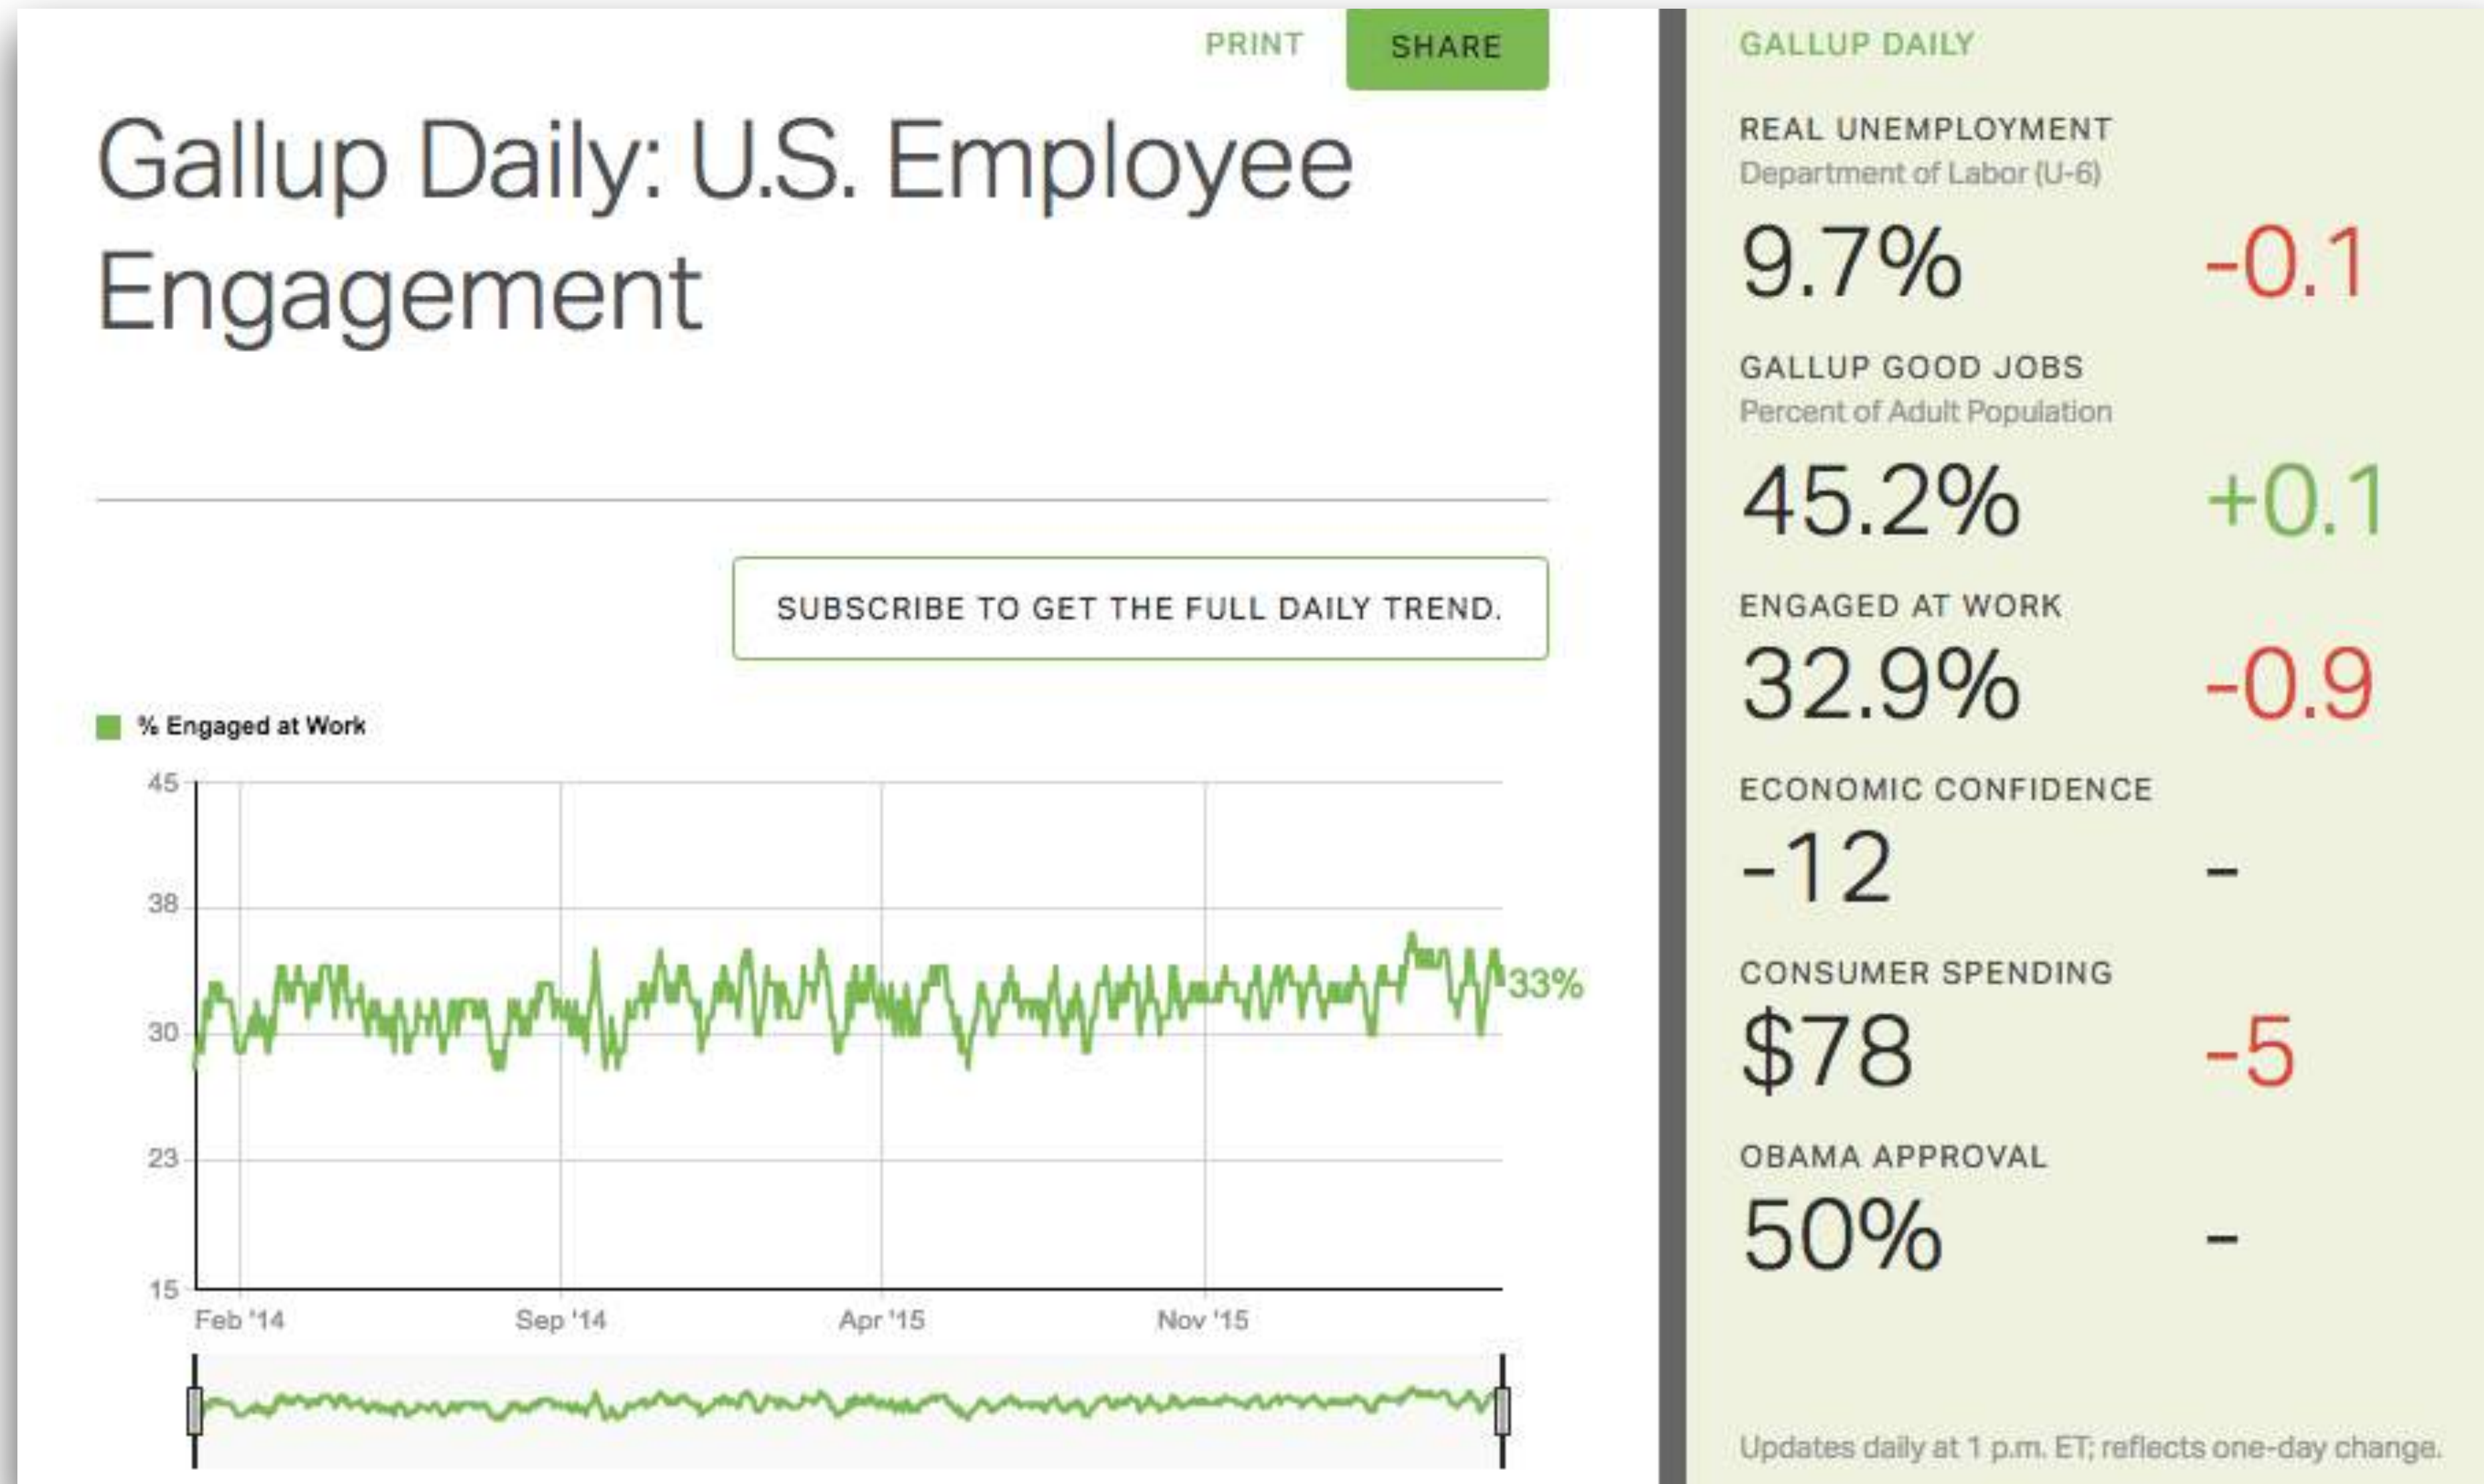 PRINT
SHARE
Gallup Daily: U.S. Employee
Engagement
SUBSCRIBE TO GET THE FULL DAILY TREND.
% Engaged at Work
45
38
30
23
15
33%
Feb '14
Sep '14
Apr '15
Nov '15
GALLUP DAILY
REAL UNEMPLOYMENT
Department of Labor (U-6)
9.7% -0.1
GALLUP GOOD JOBS
Percent of Adult Population
45.2% +0.1
ENGAGED AT WORK
32.9% -0.9
ECONOMIC CONFIDENCE
-12 -
CONSUMER SPENDING
$78 -5
OBAMA APPROVAL
50% -
Updates daily at 1 p.m. ET; reflects one-day change.